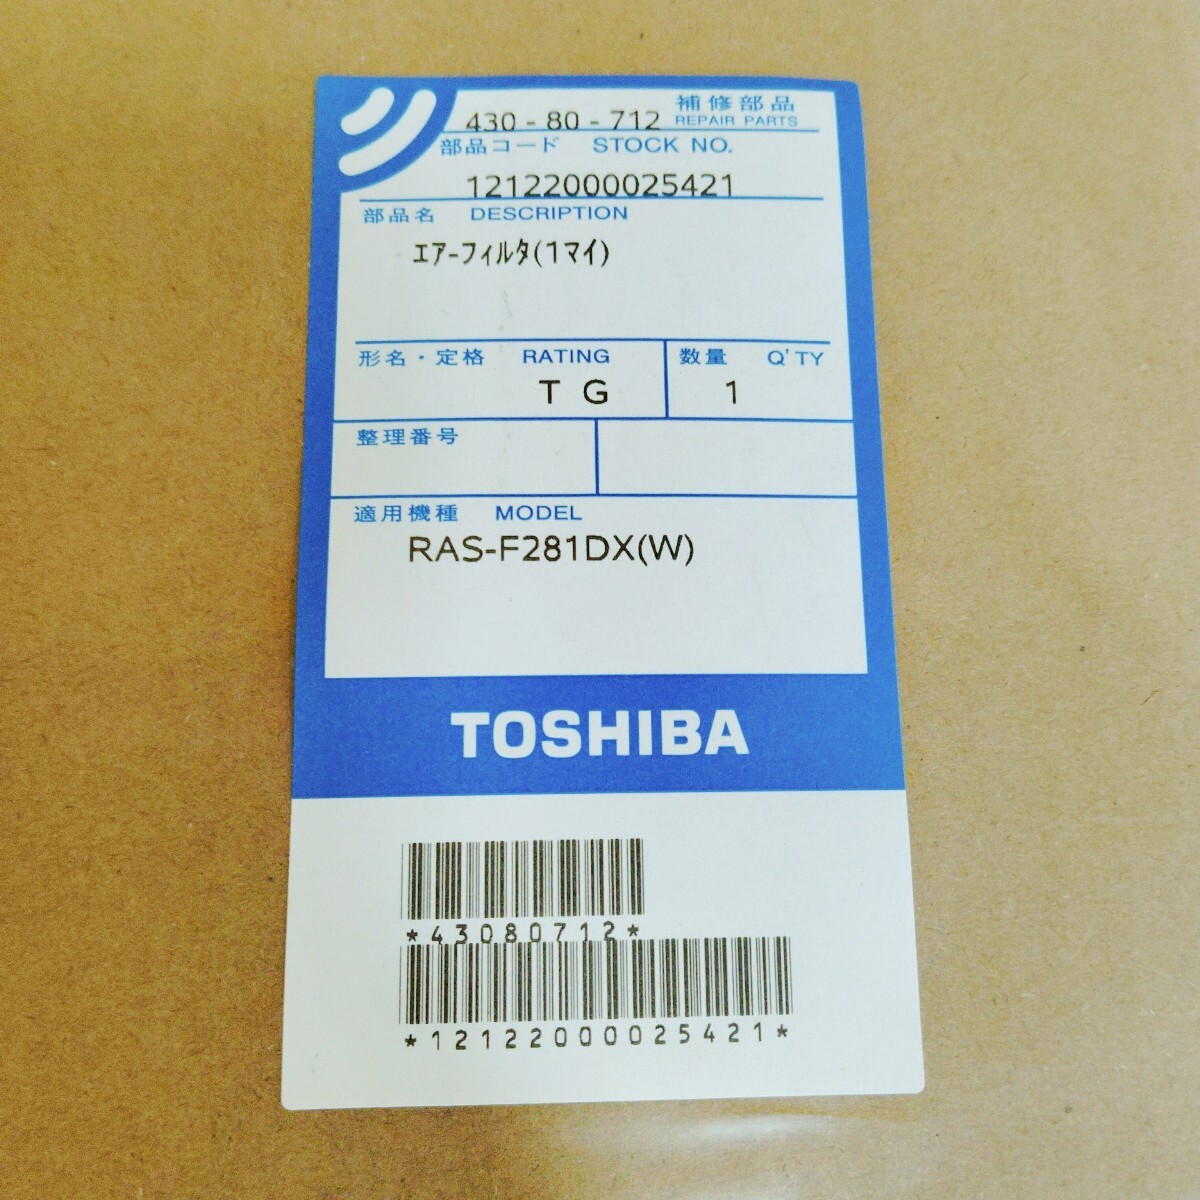 補修部品
430 - 80 - 712 REPAIR PARTS
部品コード STOCK NO.
12122000025421
部品名 DESCRIPTION
ｴｱｰﾌｨﾙﾀ(1ﾏｲ)
形名・定格 RATING 数量 Q'TY
T G 1
整理番号
適用機種 MODEL
RAS-F281DX(W)
TOSHIBA
*43080712*
*12122000025421*